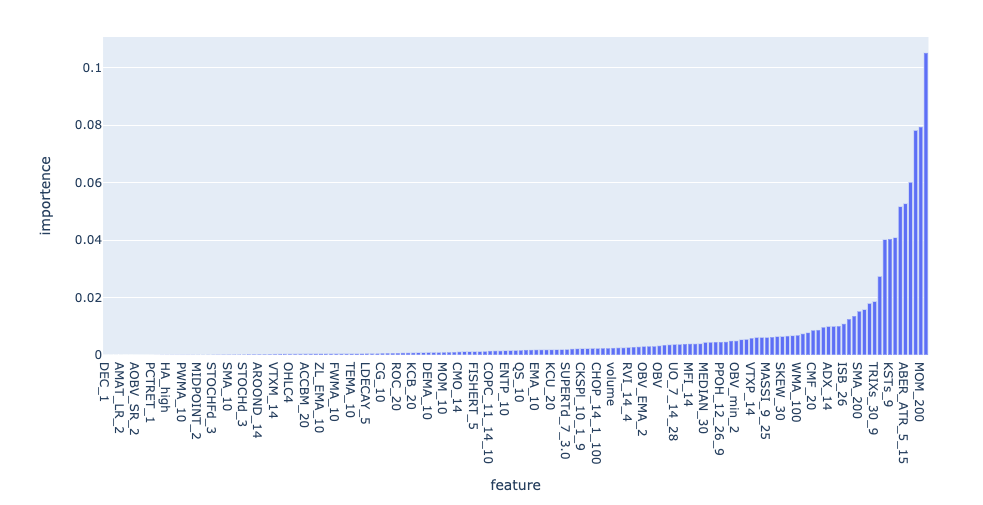 0.1
0.08
0.06
0.04
0.02
0
importence
DEC_1
AMAT_LR_2
AOBV_SR_2
PCTRET_1
HA_high
PWMA_10
MIDPOINT_2
STOCHFd_3
SMA_10
STOCHd_3
AROOND_14
VTXM_14
OHLC4
ACCBM_20
ZL_EMA_10
FWMA_10
TEMA_10
LDECAY_5
CG_10
ROC_20
KCB_20
DEMA_10
MOM_10
CMO_14
FISHERT_5
COPC_11_14_10
ENTP_10
QS_10
EMA_10
KCU_20
SUPERTd_7_3.0
CKSPl_10_1_9
CHOP_14_1_100
volume
RVI_14_4
OBV_EMA_2
OBV
UO_7_14_28
MFI_14
MEDIAN_30
PPOH_12_26_9
OBV_min_2
VTXP_14
MASSI_9_25
SKEW_30
WMA_100
CMF_20
ADX_14
ISB_26
SMA_200
TRIXs_30_9
KSTs_9
ABER_ATR_5_15
MOM_200
feature